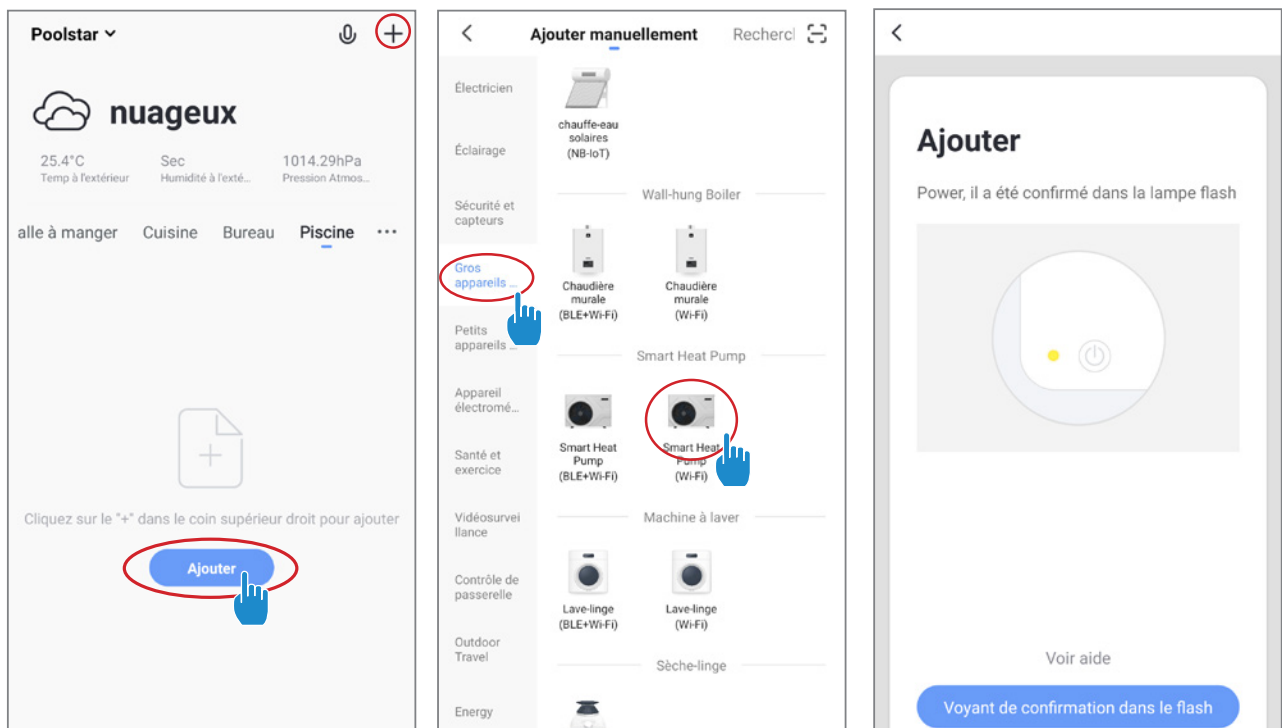 Poolstar
nuageux
25.4°C Sec 1014.29hPa
Temp à l'extérieur Humidité à l'exté... Pression Atmos...
alle à manger Cuisine Bureau Piscine ...
Cliquez sur le "+" dans le coin supérieur droit pour ajouter
Ajouter
Ajouter manuellement Recherc
Électricien
Éclairage
Sécurité et
capteurs
Gros
appareils ...
Petits
appareils ...
Appareil
électromé...
Santé et
exercice
Vidéosurvei
llance
Contrôle de
passerelle
Outdoor
Travel
Energy
chauffe-eau
solaires
(NB-IoT)
Wall-hung Boiler
Chaudière
murale
(BLE+Wi-Fi)
Chaudière
murale
(Wi-Fi)
Smart Heat Pump
Smart Heat
Pump
(BLE+Wi-Fi)
Smart Heat
Pump
(Wi-Fi)
Machine à laver
Lave-linge
(BLE+Wi-Fi)
Lave-linge
(Wi-Fi)
Sèche-linge
Ajouter
Power, il a été confirmé dans la lampe flash
Voir aide
Voyant de confirmation dans le flash